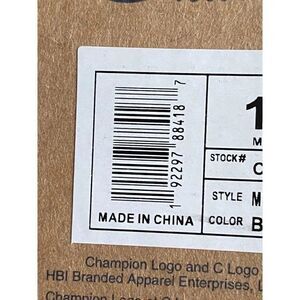 1 92297 88418 7
MADE IN CHINA
STOCK#
STYLE M
COLOR B
Champion Logo and C Logo
HBI Branded Apparel Enterprises, L